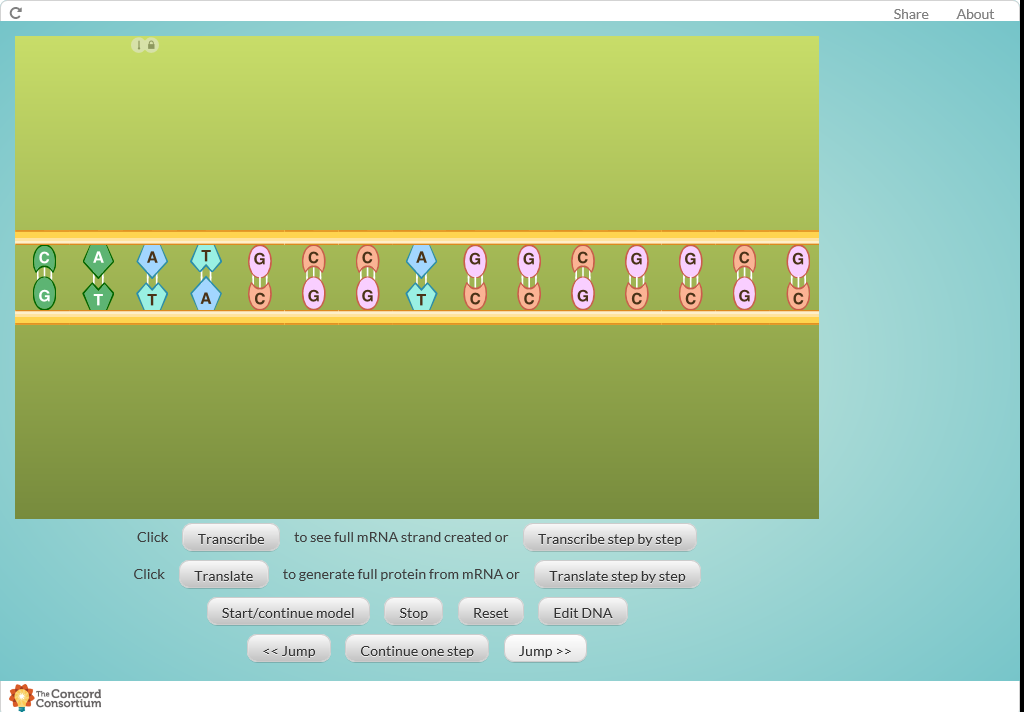 Share About
C A A T G C C A G G C G G C G
G T T A C G G T C C G C C G C
Click Transcribe to see full mRNA strand created or Transcribe step by step
Click Translate to generate full protein from mRNA or Translate step by step
Start/continue model Stop Reset Edit DNA
<< Jump Continue one step Jump >>
The Concord
Consortium